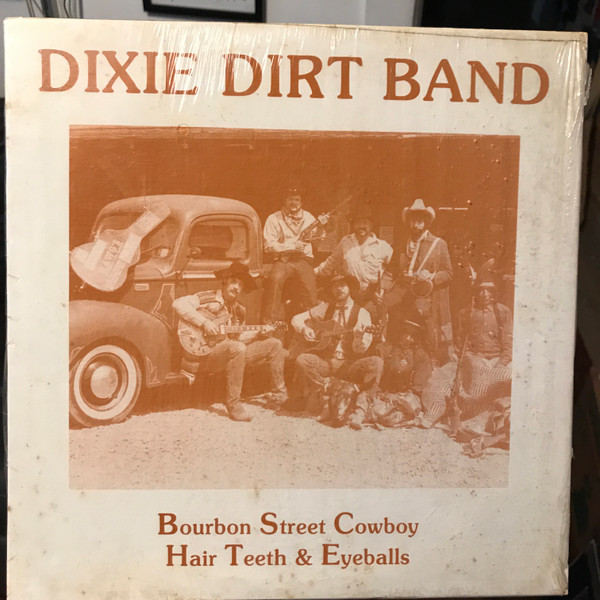 DIXIE DIRT BAND
Bourbon Street Cowboy
Hair Teeth & Eyeballs